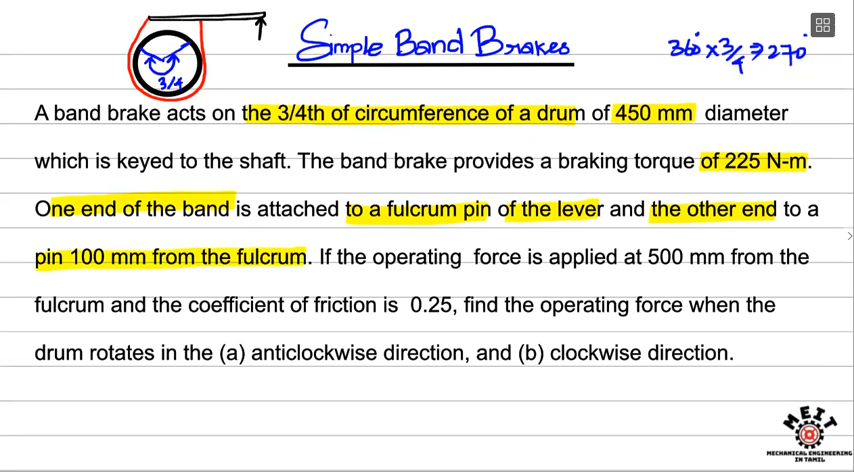 Simple Band Brakes
360° x 3/4 ⇒ 270°
3/4
A band brake acts on the 3/4th of circumference of a drum of 450 mm diameter
which is keyed to the shaft. The band brake provides a braking torque of 225 N-m.
One end of the band is attached to a fulcrum pin of the lever and the other end to a
pin 100 mm from the fulcrum. If the operating force is applied at 500 mm from the
fulcrum and the coefficient of friction is 0.25, find the operating force when the
drum rotates in the (a) anticlockwise direction, and (b) clockwise direction.
MEIT
MECHANICAL ENGINEERING
IN TAMIL